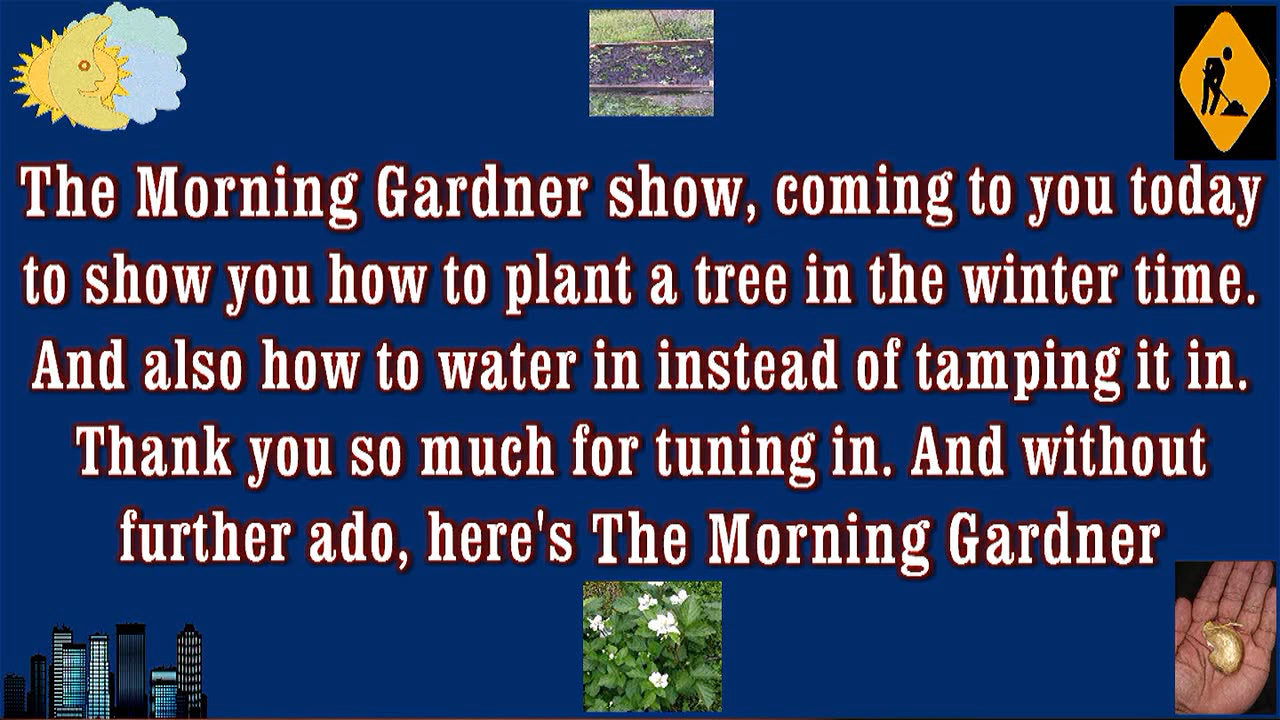 The Morning Gardner show, coming to you today
to show you how to plant a tree in the winter time.
And also how to water in instead of tamping it in.
Thank you so much for tuning in. And without
further ado, here's The Morning Gardner